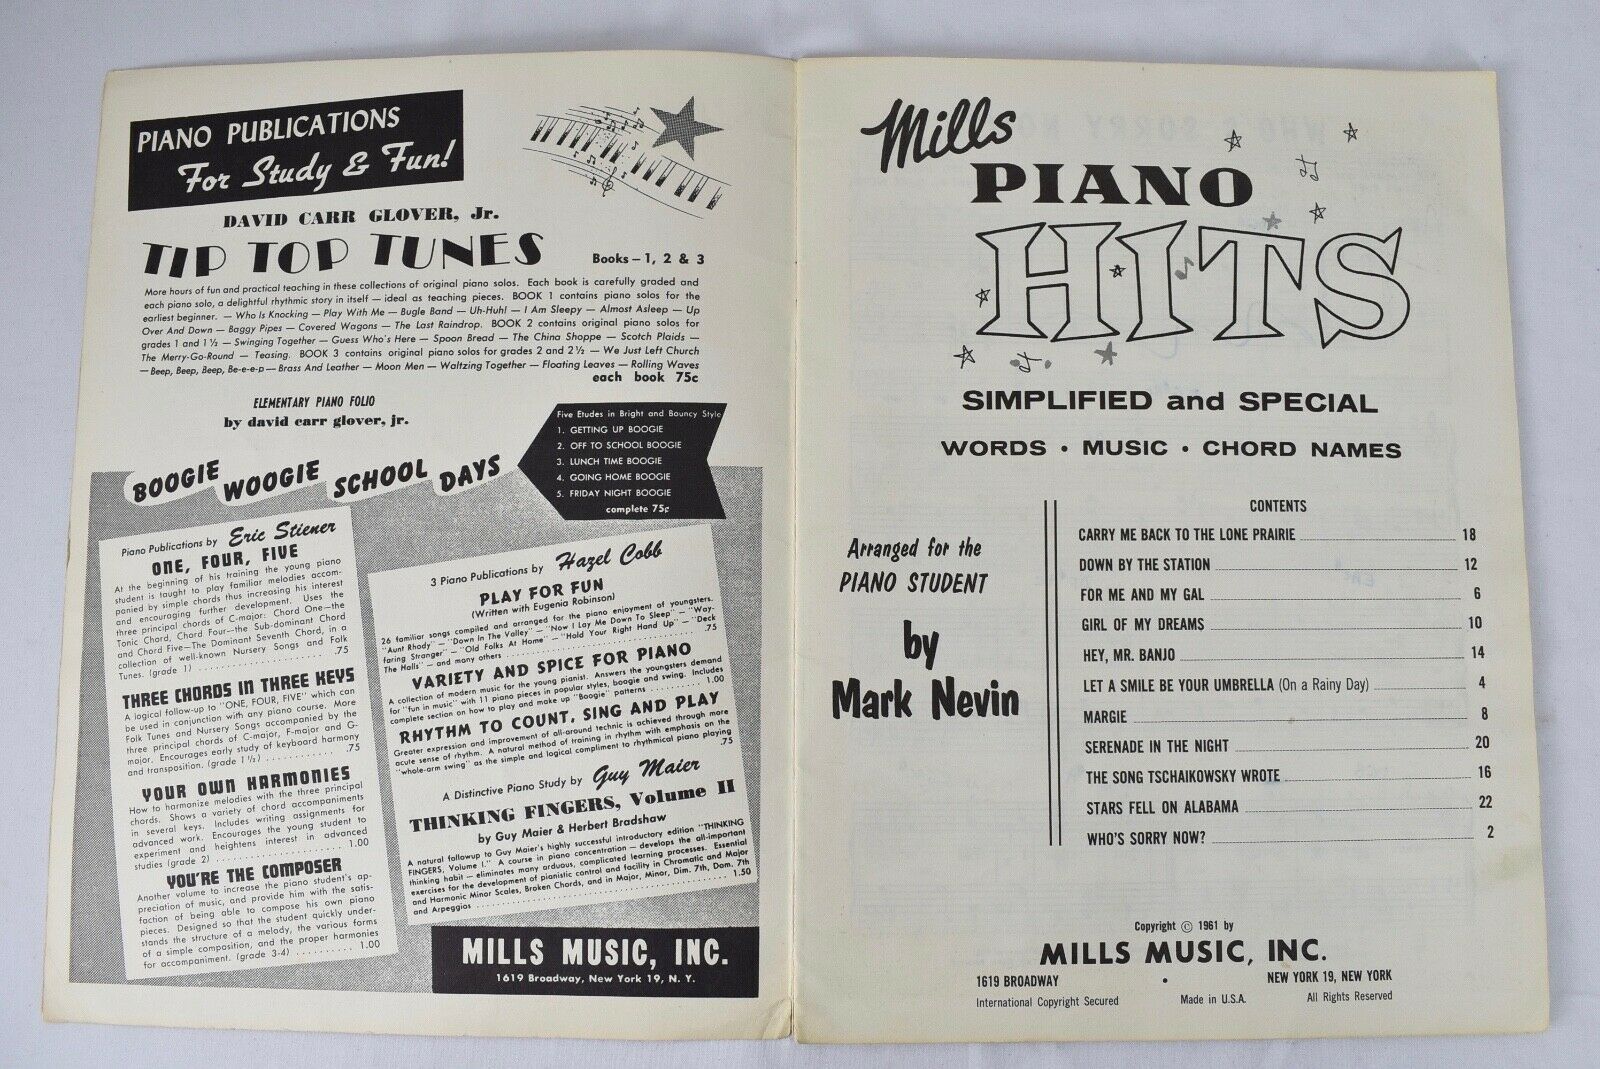 PIANO PUBLICATIONS
For Study & Fun!
DAVID CARR GLOVER, Jr.
TIP TOP TUNES
Books – 1, 2 & 3
More hours of fun and practical teaching in these collections of original piano solos. Each book is carefully graded and
each piano solo, a delightful rhythmic story in itself — ideal as teaching pieces. BOOK 1 contains piano solos for the
earliest beginner. — Who Is Knocking — Play With Me — Bugle Band — Uh-Huh! — I Am Sleepy — Almost Asleep — Up
Over And Down — Baggy Pipes — Covered Wagons — The Last Raindrop. BOOK 2 contains original piano solos for
grades 1 and 1½ — Swinging Together — Guess Who's Here — Spoon Bread — The China Shoppe — Scotch Plaids —
The Merry-Go-Round — Teasing. BOOK 3 contains original piano solos for grades 2 and 2½ — We Just Left Church
— Beep, Beep, Beep, Be-e-e-p — Brass And Leather — Moon Men — Waltzing Together — Floating Leaves — Rolling Waves
each book 75c
ELEMENTARY PIANO FOLIO
by david carr glover, jr.
BOOGIE WOOGIE SCHOOL DAYS
Five Etudes in Bright and Bouncy Style
1. GETTING UP BOOGIE
2. OFF TO SCHOOL BOOGIE
3. LUNCH TIME BOOGIE
4. GOING HOME BOOGIE
5. FRIDAY NIGHT BOOGIE
complete 75¢
Piano Publications by Eric Stiener
ONE, FOUR, FIVE
At the beginning of his training the young piano
student is taught to play familiar melodies accom-
panied by simple chords thus increasing his interest
and encouraging further development. Uses the
three principal chords of C-major: Chord One—the
Tonic Chord, Chord Four—the Sub-dominant Chord
and Chord Five—The Dominant Seventh Chord, in a
collection of well-known Nursery Songs and Folk
Tunes. (grade 1) .75
THREE CHORDS IN THREE KEYS
A logical follow-up to "ONE, FOUR, FIVE" which can
be used in conjunction with any piano course. More
Folk Tunes and Nursery Songs accompanied by the
three principal chords of C-major, F-major and G-
major. Encourages early study of keyboard harmony
and transposition. (grade 1½) .75
YOUR OWN HARMONIES
How to harmonize melodies with the three principal
chords. Shows a variety of chord accompaniments
in several keys. Includes writing assignments for
advanced work. Encourages the young student to
experiment and heightens interest in advanced
studies (grade 2) 1.00
YOU'RE THE COMPOSER
Another volume to increase the piano student's ap-
preciation of music, and provide him with the satis-
faction of being able to compose his own piano
pieces. Designed so that the student quickly under-
stands the structure of a melody, the various forms
of a simple composition, and the proper harmonies
for accompaniment. (grade 3-4) 1.00
3 Piano Publications by Hazel Cobb
PLAY FOR FUN
(Written with Eugenia Robinson)
26 familiar songs compiled and arranged for the piano enjoyment of youngsters.
"Aunt Rhody" — "Down In The Valley" — "Now I Lay Me Down To Sleep" — "Way-
faring Stranger" — "Old Folks At Home" — "Hold Your Right Hand Up" — "Deck
The Halls" — and many others .75
VARIETY AND SPICE FOR PIANO
A collection of modern music for the young pianist. Answers the youngsters demand
for "fun in music" with 11 piano pieces in popular styles, boogie and swing. Includes
complete section on how to play and make up "Boogie" patterns 1.00
RHYTHM TO COUNT, SING AND PLAY
Greater expression and improvement of all-around technic is achieved through more
acute sense of rhythm. A natural method of training in rhythm with emphasis on the
"whole-arm swing" as the simple and logical compliment to rhythmical piano playing
.75
A Distinctive Piano Study by Guy Maier
THINKING FINGERS, Volume II
by Guy Maier & Herbert Bradshaw
A natural followup to Guy Maier's highly successful introductory edition "THINKING
FINGERS, Volume I." A course in piano concentration — develops the all-important
thinking habit — eliminates many arduous, complicated learning processes. Essential
exercises for the development of pianistic control and facility in Chromatic and Major
and Harmonic Minor Scales, Broken Chords, and in Major, Minor, Dim. 7th, Dom. 7th
and Arpeggios 1.50
MILLS MUSIC, INC.
1619 Broadway, New York 19, N. Y.
Mills
PIANO
HITS
SIMPLIFIED and SPECIAL
WORDS • MUSIC • CHORD NAMES
Arranged for the
PIANO STUDENT
by
Mark Nevin
CONTENTS
CARRY ME BACK TO THE LONE PRAIRIE 18
DOWN BY THE STATION 12
FOR ME AND MY GAL 6
GIRL OF MY DREAMS 10
HEY, MR. BANJO 14
LET A SMILE BE YOUR UMBRELLA (On a Rainy Day) 4
MARGIE 8
SERENADE IN THE NIGHT 20
THE SONG TSCHAIKOWSKY WROTE 16
STARS FELL ON ALABAMA 22
WHO'S SORRY NOW? 2
Copyright © 1961 by
MILLS MUSIC, INC.
1619 BROADWAY • NEW YORK 19, NEW YORK
International Copyright Secured Made in U.S.A. All Rights Reserved